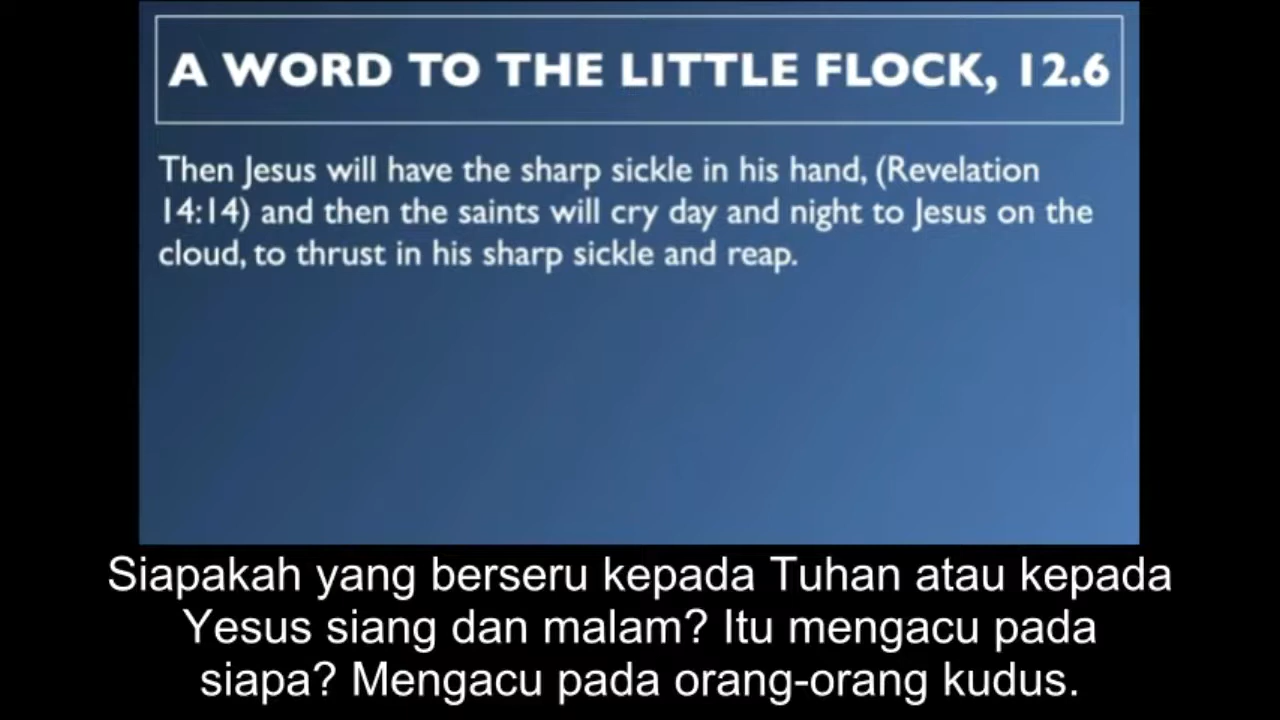 A WORD TO THE LITTLE FLOCK, 12.6
Then Jesus will have the sharp sickle in his hand, (Revelation
14:14) and then the saints will cry day and night to Jesus on the
cloud, to thrust in his sharp sickle and reap.
Siapakah yang berseru kepada Tuhan atau kepada
Yesus siang dan malam? Itu mengacu pada
siapa? Mengacu pada orang-orang kudus.